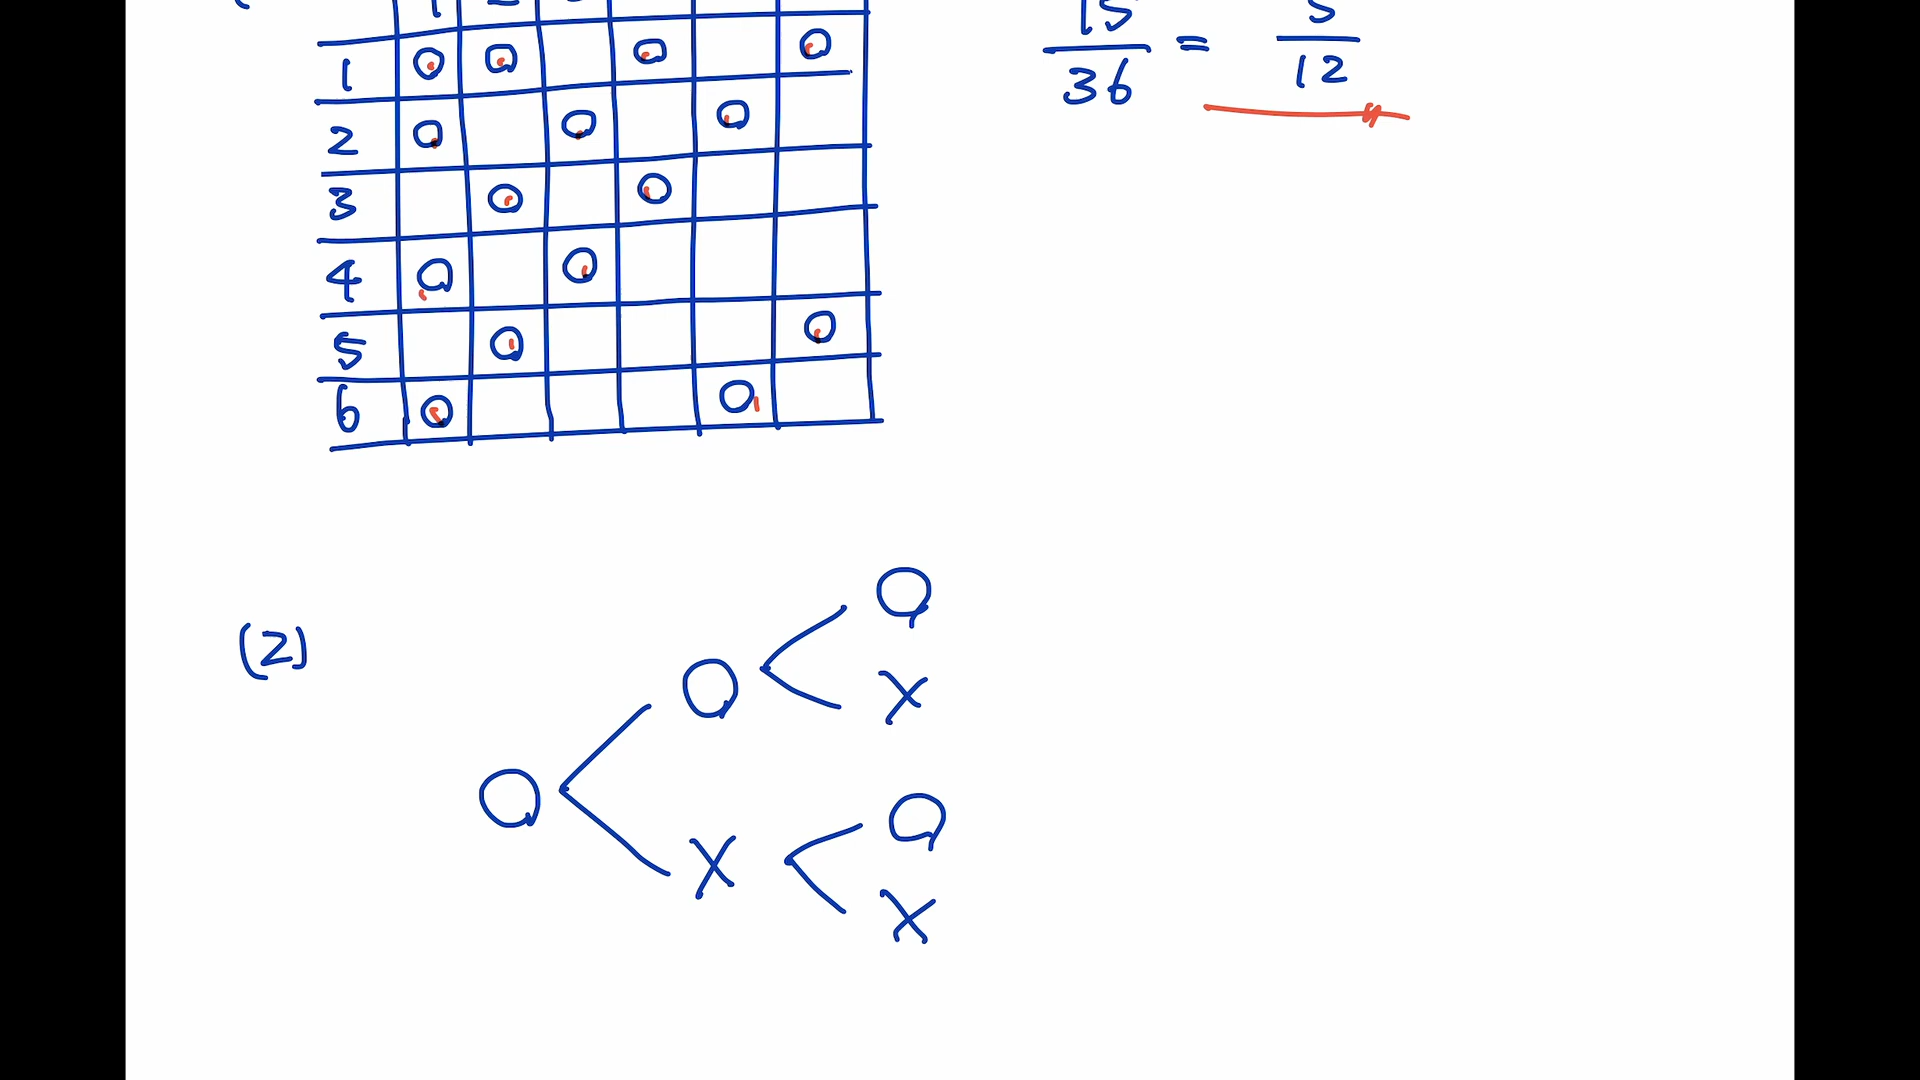 1 O O O O
2 O O O
3 O O
4 O O
5 O O
6 O O
15/36 = 5/12
(2)
O O O
X
X O
X